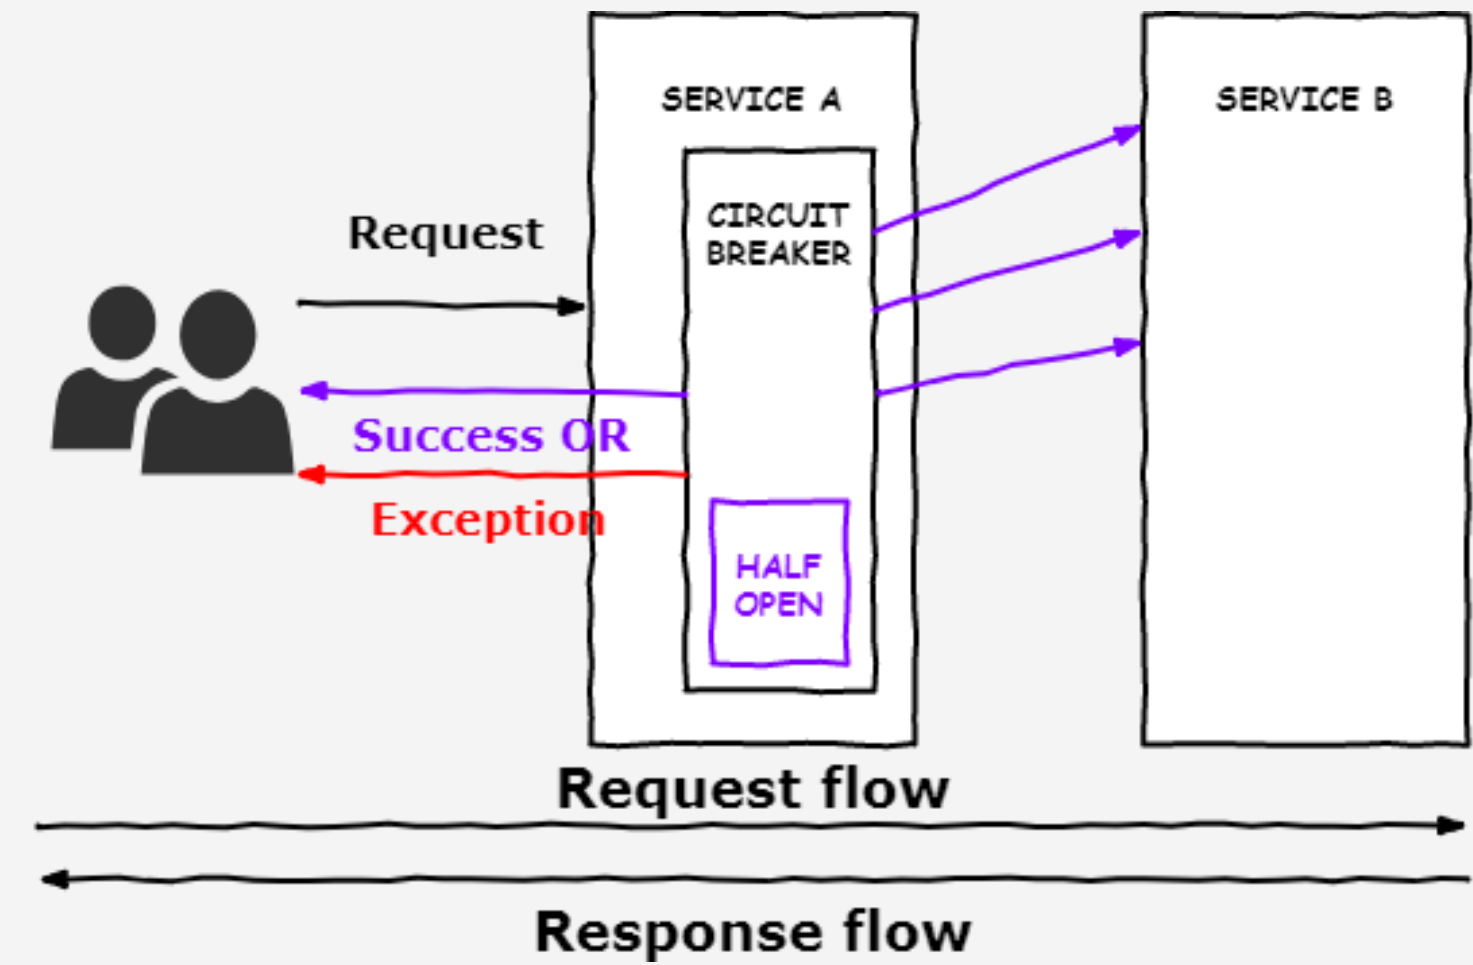 SERVICE A
SERVICE B
CIRCUIT
BREAKER
Request
Success OR
Exception
HALF
OPEN
Request flow
Response flow